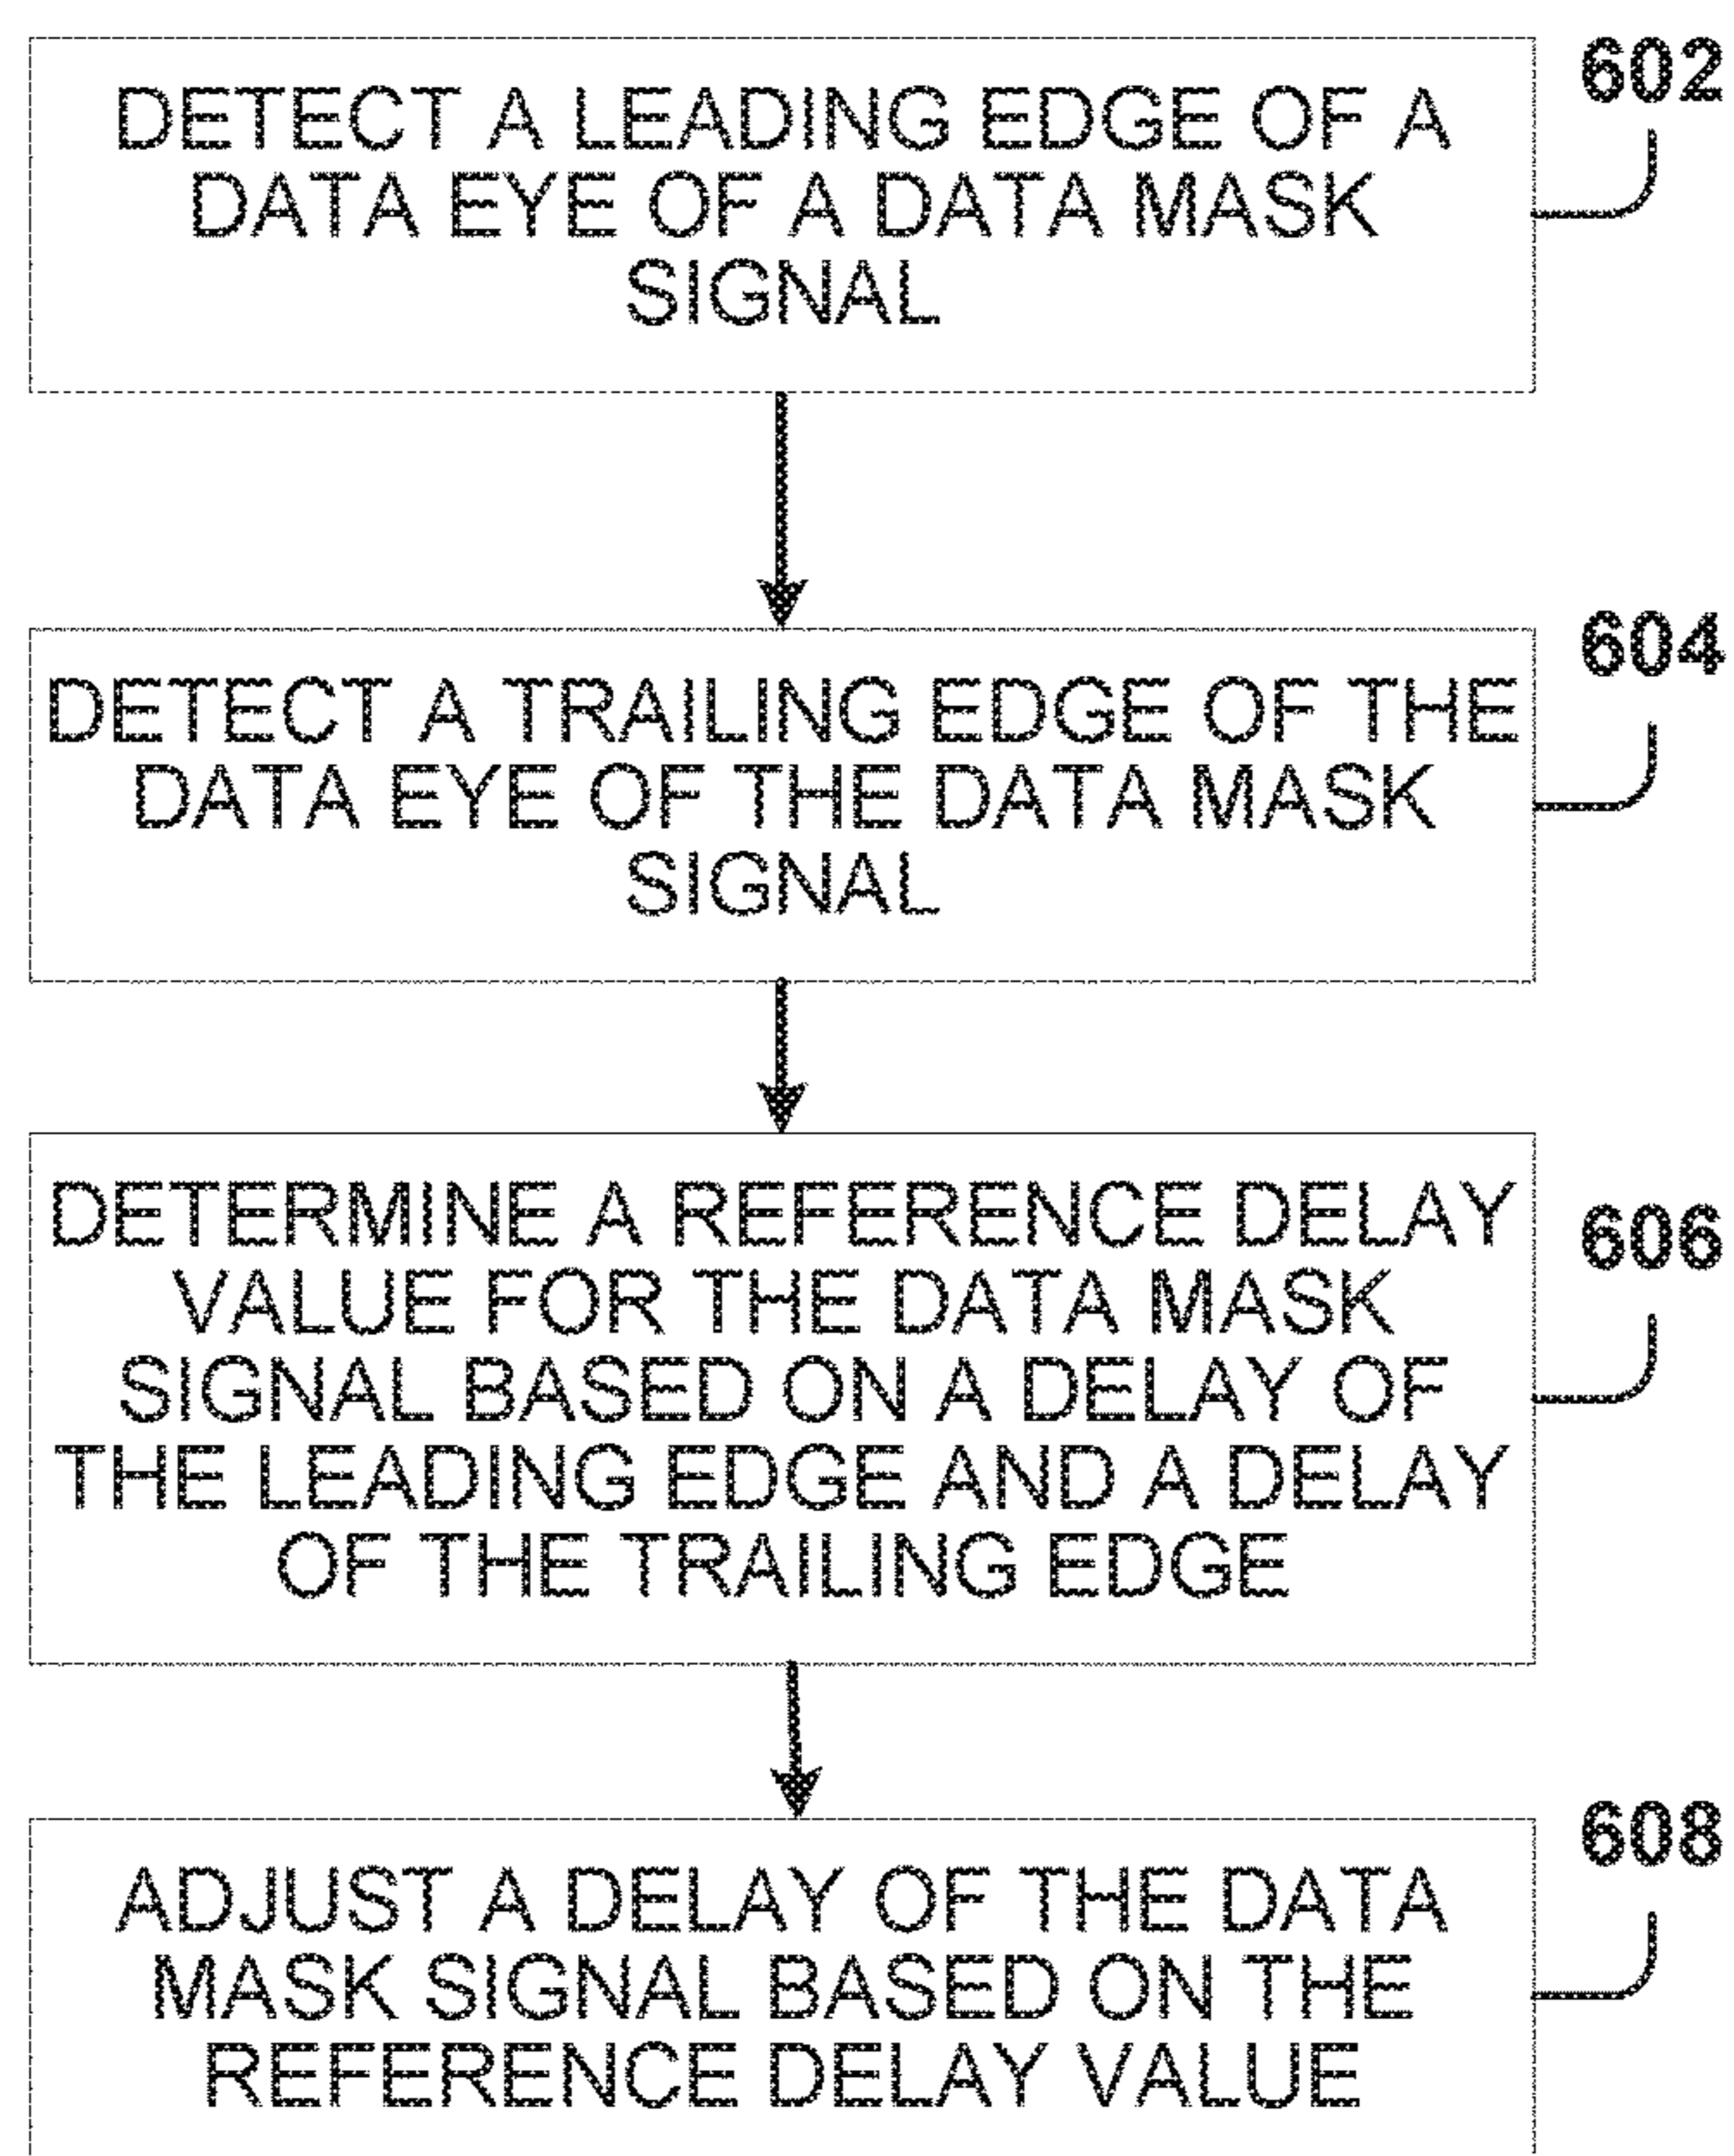 602
DETECT A LEADING EDGE OF A
DATA EYE OF A DATA MASK
SIGNAL
604
DETECT A TRAILING EDGE OF THE
DATA EYE OF THE DATA MASK
SIGNAL
606
DETERMINE A REFERENCE DELAY
VALUE FOR THE DATA MASK
SIGNAL BASED ON A DELAY OF
THE LEADING EDGE AND A DELAY
OF THE TRAILING EDGE
608
ADJUST A DELAY OF THE DATA
MASK SIGNAL BASED ON THE
REFERENCE DELAY VALUE